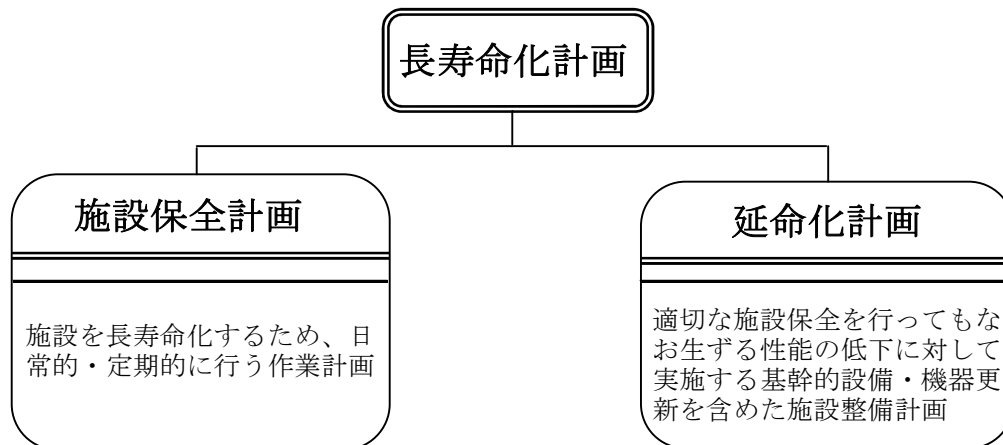 長寿命化計画
施設保全計画
施設を長寿命化するため、日
常的・定期的に行う作業計画
延命化計画
適切な施設保全を行ってもな
お生ずる性能の低下に対して
実施する基幹的設備・機器更
新を含めた施設整備計画